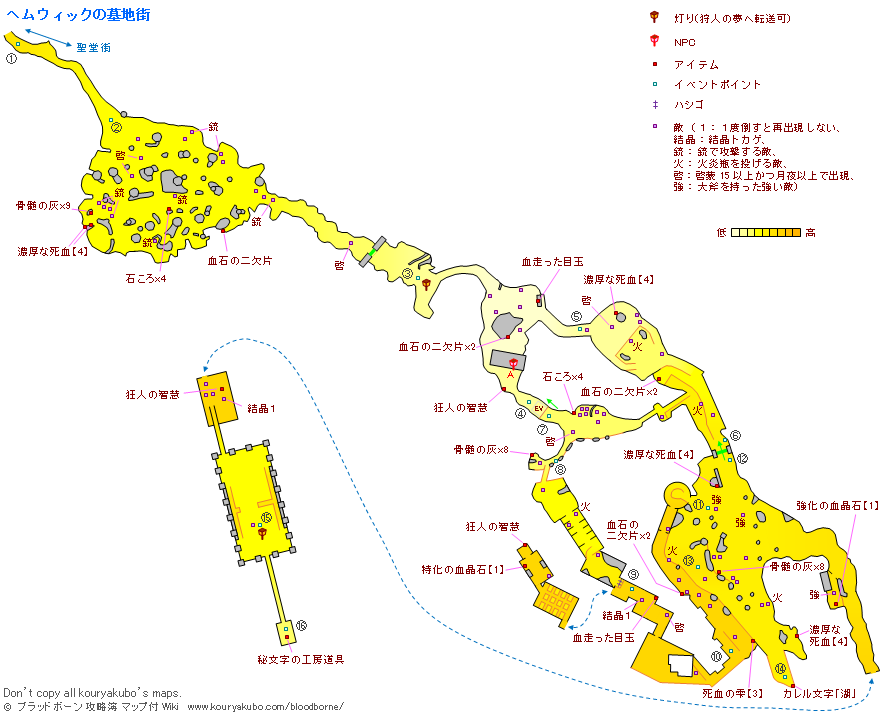 ヘムウィックの墓地街
聖堂街
①
②
銃
啓
銃
銃
骨髄の灰x9
濃厚な死血【4】
銃
銃
血石の二欠片
石ころx4
啓
③
灯り(狩人の夢へ転送可)
NPC
アイテム
イベントポイント
ハシゴ
敵 (１：１度倒すと再出現しない、
結晶：結晶トカゲ、
銃：銃で攻撃する敵、
火：火炎瓶を投げる敵、
啓：啓蒙15以上かつ月夜以上で出現、
強：大斧を持った強い敵)
低
高
血走った目玉
濃厚な死血【4】
⑤
啓
火
血石の二欠片x2
A
石ころx4
血石の二欠片x2
狂人の智慧
④
EV
⑦
火
啓
⑥
⑫
骨髄の灰x8
⑧
濃厚な死血【4】
狂人の智慧
結晶1
強
⑪
強
強化の血晶石【1】
火
血石の
二欠片x2
狂人の智慧
特化の血晶石【1】
火
⑬
骨髄の灰x8
⑨
火
強
結晶1
啓
血走った目玉
濃厚な
死血【4】
⑩
⑭
死血の雫【3】
カレル文字「湖」
⑮
⑯
秘文字の工房道具
Don't copy all kouryakubo's maps.
© ブラッドボーン攻略簿 マップ付 Wiki www.kouryakubo.com/bloodborne/